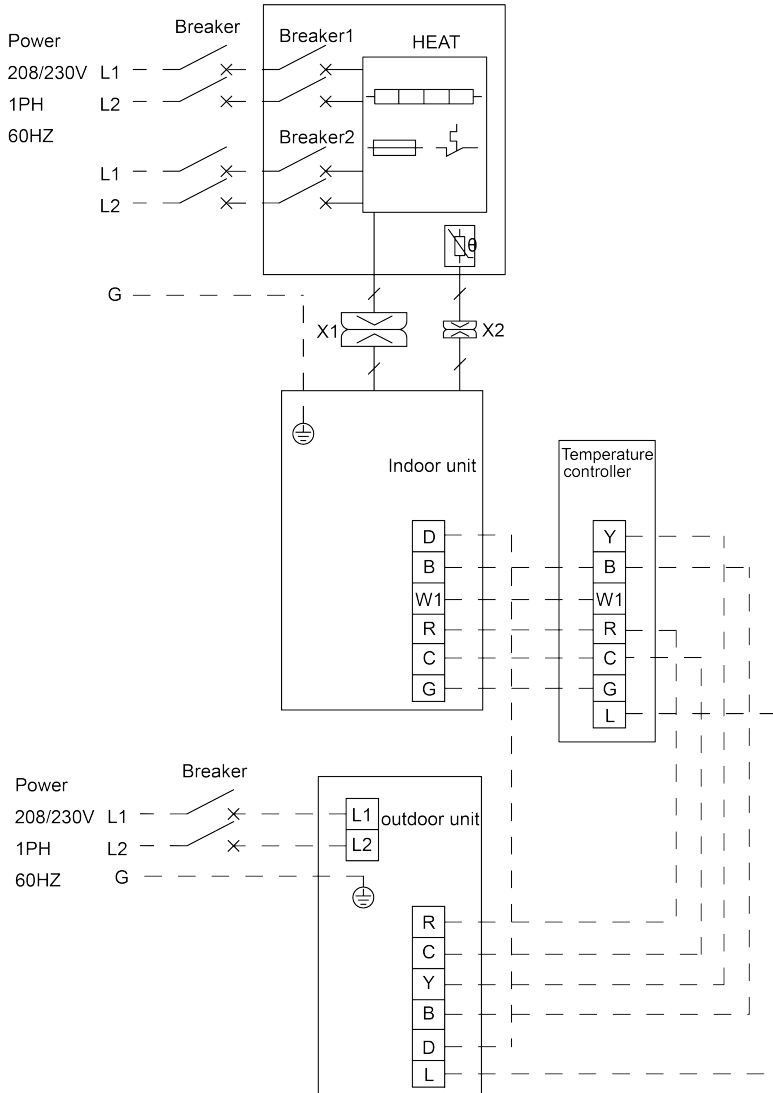 Power
208/230V
1PH
60HZ
L1
L2
L1
L2
Breaker
Breaker1
Breaker2
HEAT
θ
G
X1
X2
Indoor unit
D
B
W1
R
C
G
Temperature
controller
Y
B
W1
R
C
G
L
Power
208/230V
1PH
60HZ
L1
L2
G
Breaker
L1
L2
outdoor unit
R
C
Y
B
D
L